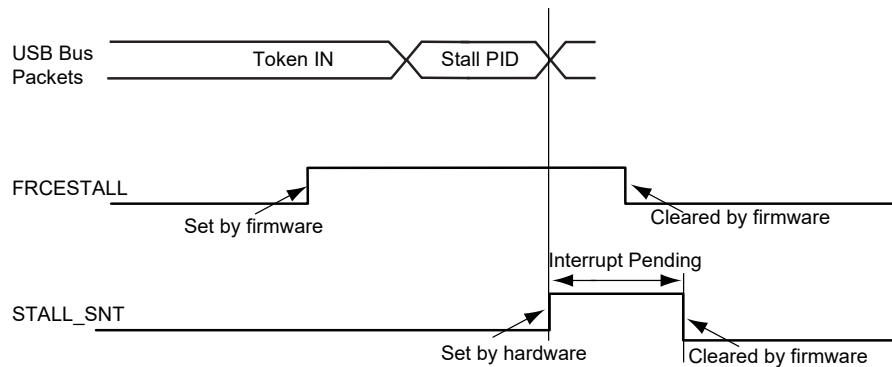 USB Bus
Packets
Token IN
Stall PID
FRCESTALL
Set by firmware
Cleared by firmware
Interrupt Pending
STALL_SNT
Set by hardware
Cleared by firmware